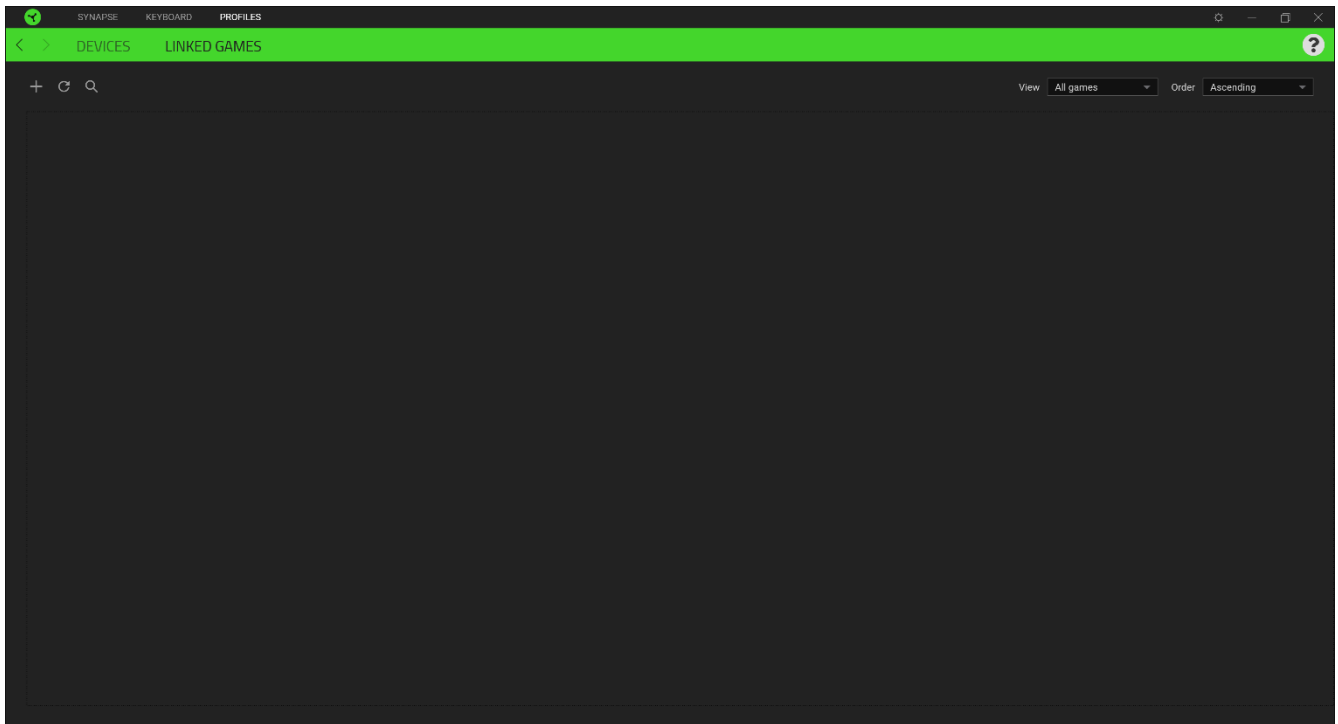 SYNAPSE KEYBOARD PROFILES
DEVICES LINKED GAMES ?
View All games Order Ascending